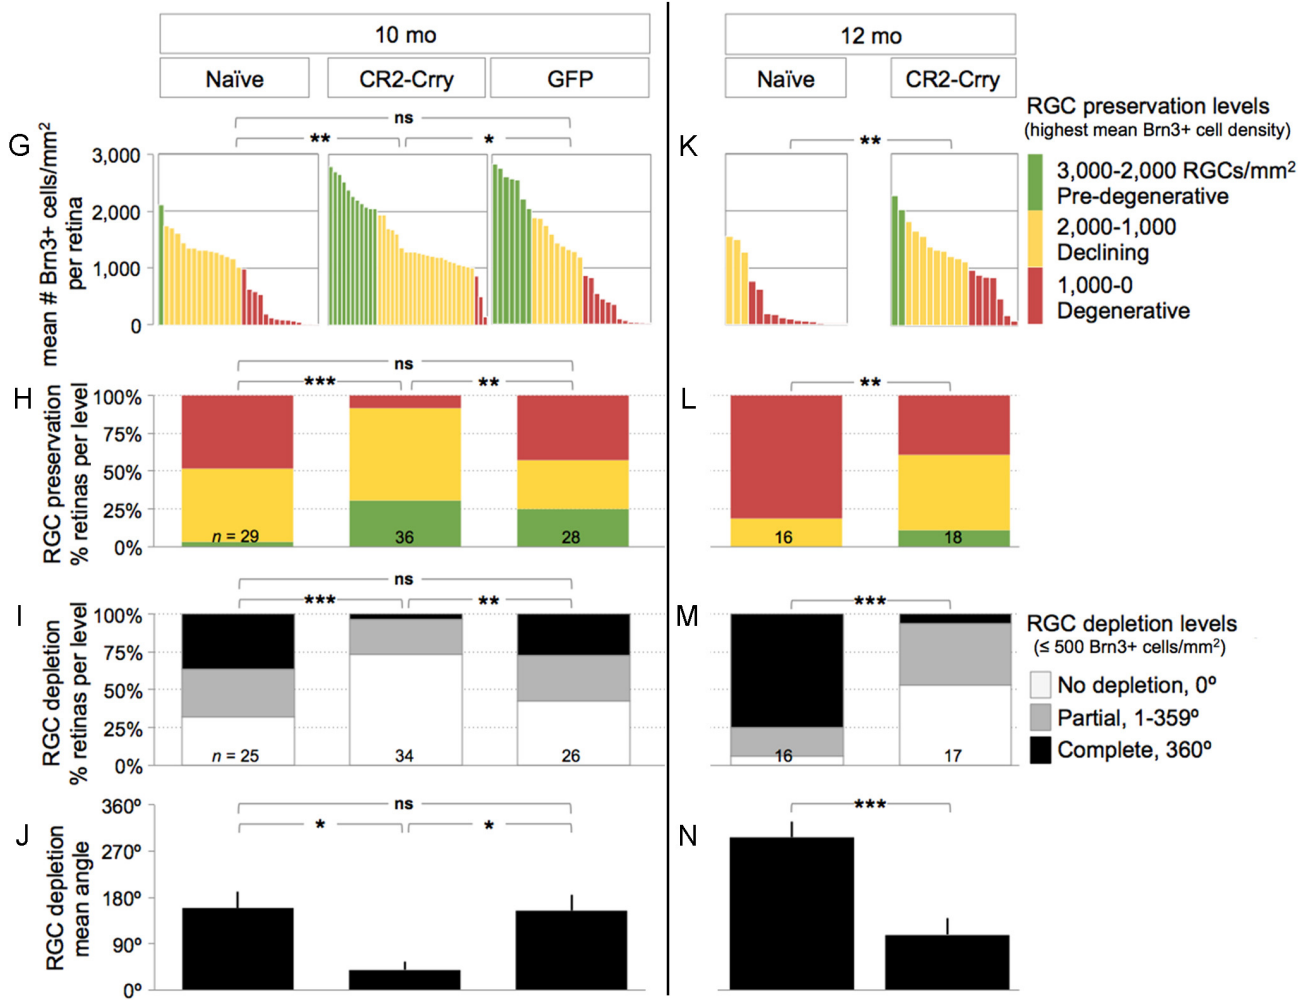 10 mo
12 mo
Naïve
CR2-Crry
GFP
Naïve
CR2-Crry
G
mean # Brn3+ cells/mm²
per retina
ns
**
*
3,000
2,000
1,000
0
K
**
RGC preservation levels
(highest mean Brn3+ cell density)
3,000-2,000 RGCs/mm²
Pre-degenerative
2,000-1,000
Declining
1,000-0
Degenerative
H
RGC preservation
% retinas per level
ns
***
**
100%
75%
50%
25%
0%
n = 29
36
28
L
**
16
18
I
RGC depletion
% retinas per level
ns
***
**
100%
75%
50%
25%
0%
n = 25
34
26
M
***
16
17
RGC depletion levels
(≤ 500 Brn3+ cells/mm²)
No depletion, 0º
Partial, 1-359º
Complete, 360º
J
RGC depletion
mean angle
ns
*
*
360º
270º
180º
90º
0º
N
***